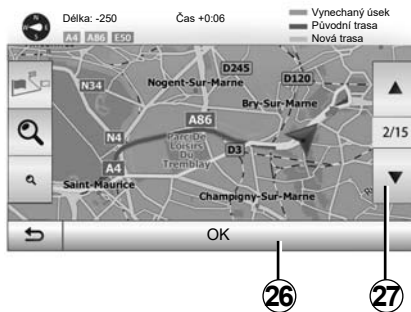 Délka: -250 Čas +0:06
Vynechaný úsek
Původní trasa
Nová trasa
A4 A86 E50
D245
N34
D120
Nogent-Sur-Marne
Bry-Sur-Marne
A86
N4
Parc De
Loisirs
Du
Tremblay
D3
2/15
A4
Saint-Maurice
Champigny-Sur-Marne
OK
26 27